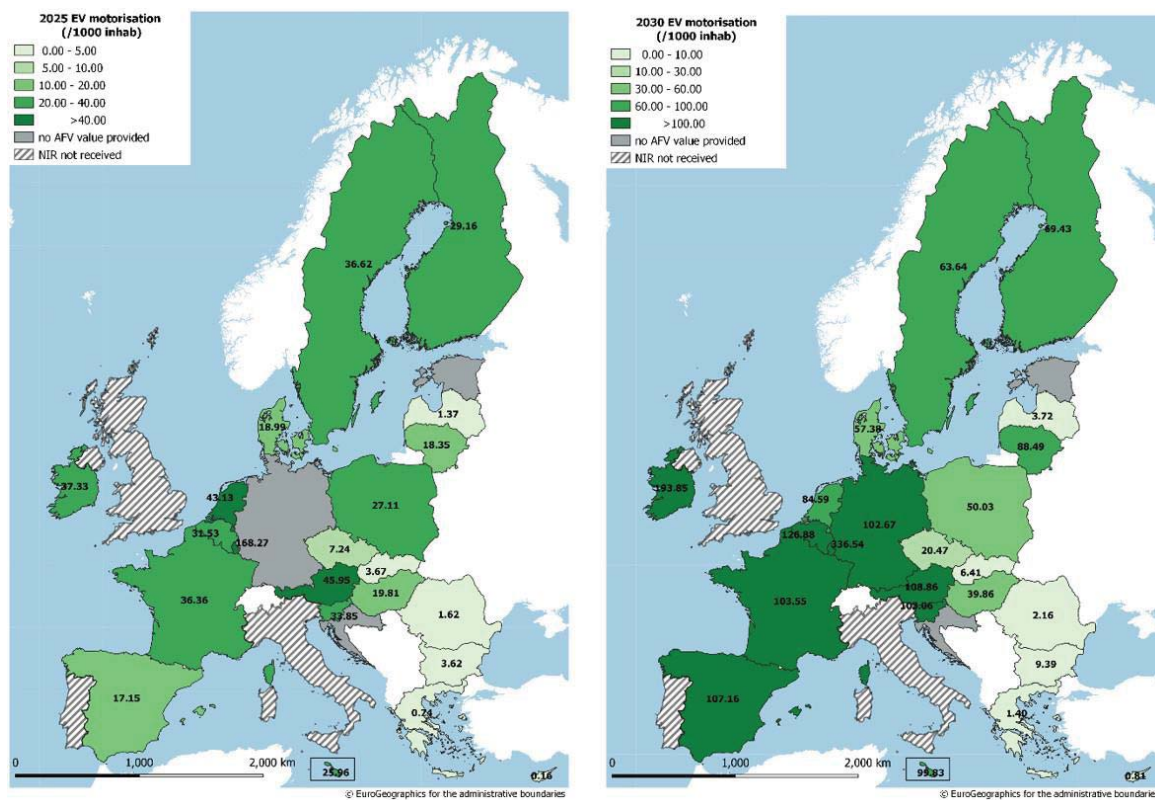 2025 EV motorisation
(/1000 inhab)
0.00 - 5.00
5.00 - 10.00
10.00 - 20.00
20.00 - 40.00
>40.00
no AFV value provided
NIR not received
29.16
36.62
1.37
18.99
18.35
37.33
43.13
27.11
31.53
168.27
7.24
3.67
45.95
19.81
36.36
33.85
1.62
3.62
17.15
0.74
0
1,000
2,000 km
25.96
0.16
© EuroGeographics for the administrative boundaries
2030 EV motorisation
(/1000 inhab)
0.00 - 10.00
10.00 - 30.00
30.00 - 60.00
60.00 - 100.00
>100.00
no AFV value provided
NIR not received
69.43
63.64
3.72
57.38
88.49
193.85
84.59
50.03
102.67
126.88
336.54
20.47
6.41
108.86
39.86
103.55
2.16
9.39
107.16
1.40
0
1,000
2,000 km
99.83
0.81
© EuroGeographics for the administrative boundaries